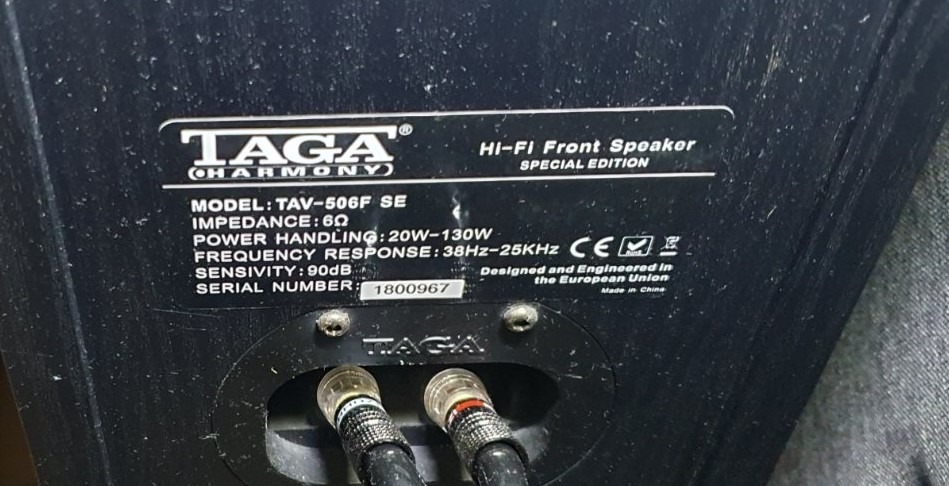 TAGA®
HARMONY
Hi-Fi Front Speaker
SPECIAL EDITION
MODEL: TAV-506F SE
IMPEDANCE: 6Ω
POWER HANDLING: 20W-130W
FREQUENCY RESPONSE: 38Hz-25KHz
CE
RoHS
SENSIVITY: 90dB
SERIAL NUMBER: 1800967
Designed and Engineered in
the European Union
Made in China
TAGA